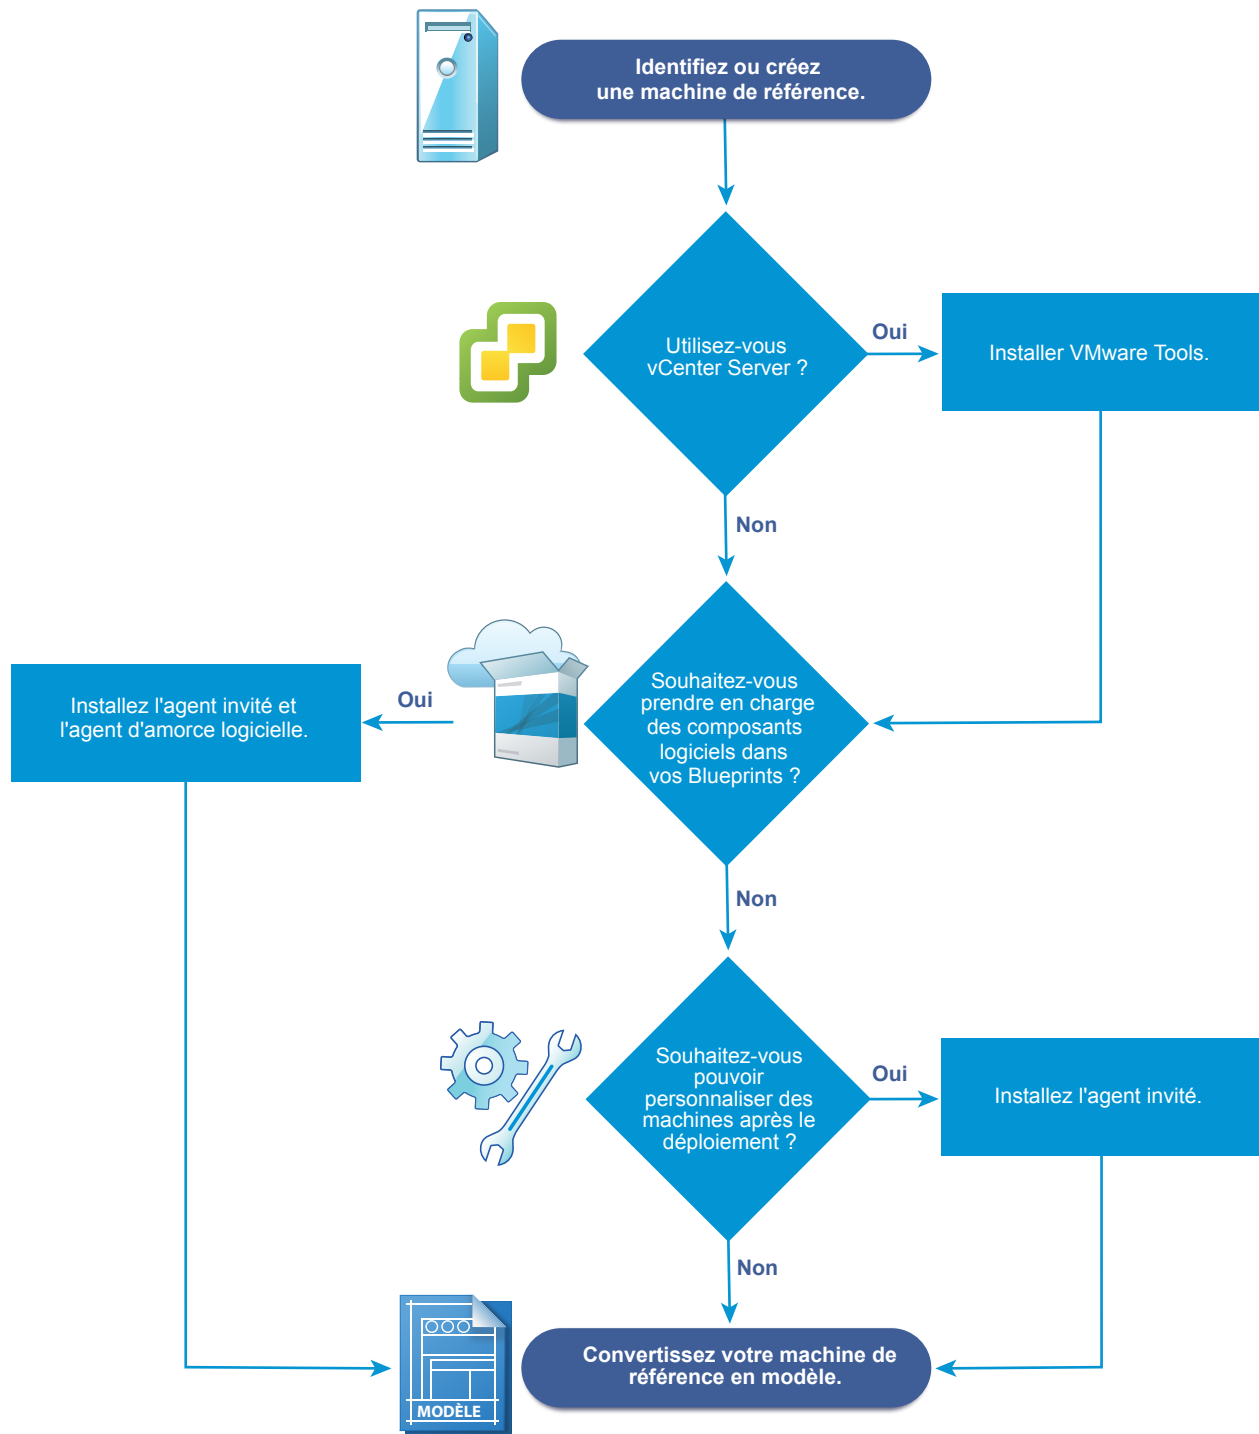 Identifiez ou créez
une machine de référence.
Utilisez-vous
vCenter Server ?
Oui
Installer VMware Tools.
Non
Souhaitez-vous
prendre en charge
des composants
logiciels dans
vos Blueprints ?
Oui
Installez l'agent invité et
l'agent d'amorce logicielle.
Non
Souhaitez-vous
pouvoir
personnaliser des
machines après le
déploiement ?
Oui
Installez l'agent invité.
Non
Convertissez votre machine de
référence en modèle.
MODÈLE